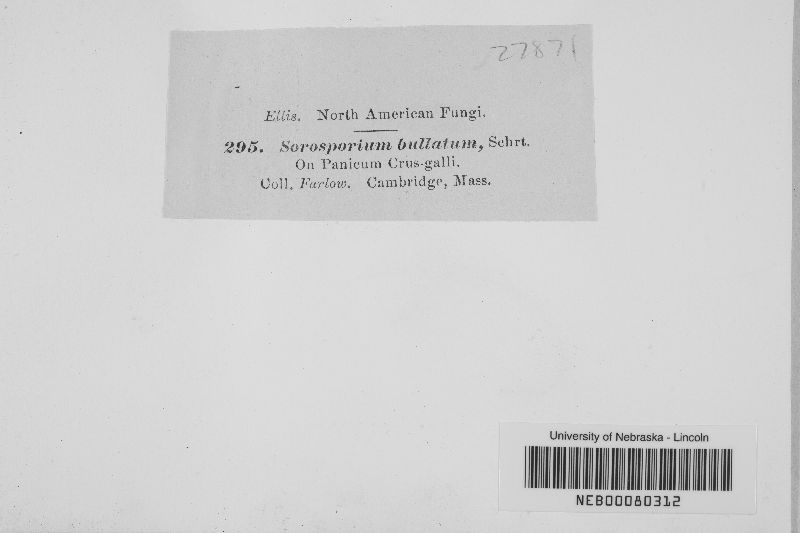 27871
Ellis. North American Fungi.
295. Sorosporium bullatum, Schrt.
On Panicum Crus-galli.
Coll. Farlow. Cambridge, Mass.
University of Nebraska - Lincoln
NEB00080312